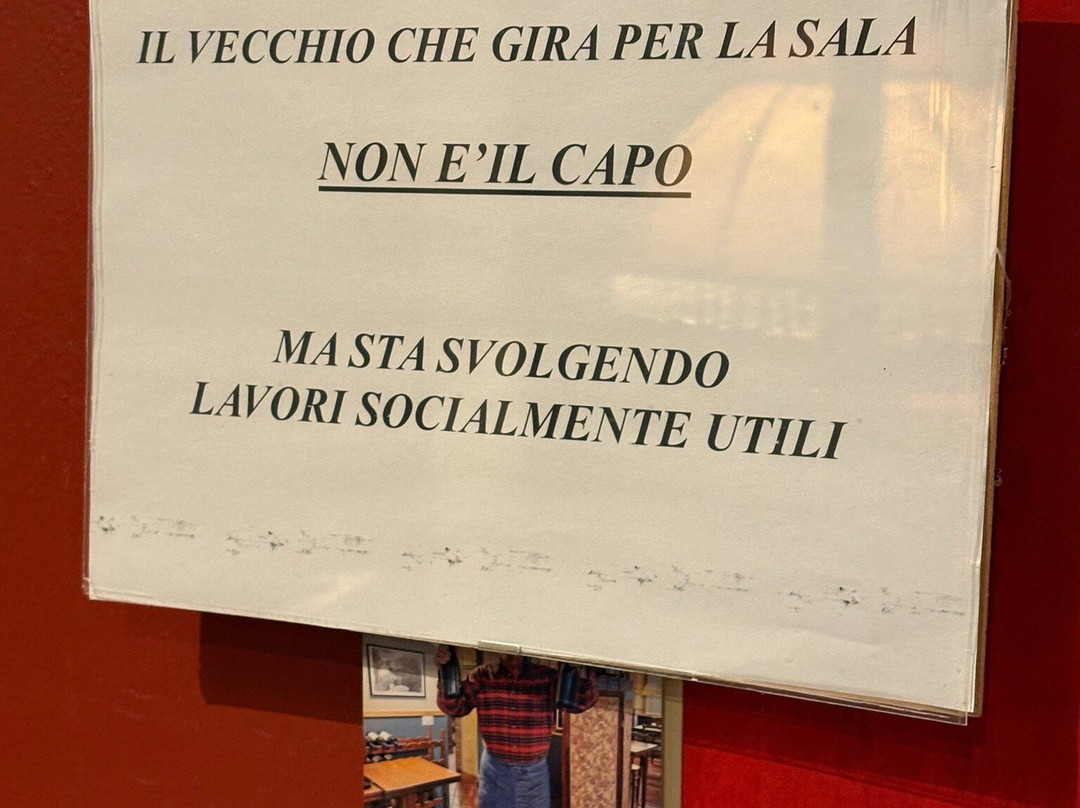 IL VECCHIO CHE GIRA PER LA SALA
NON E’IL CAPO
MA STA SVOLGENDO
LAVORI SOCIALMENTE UTILI